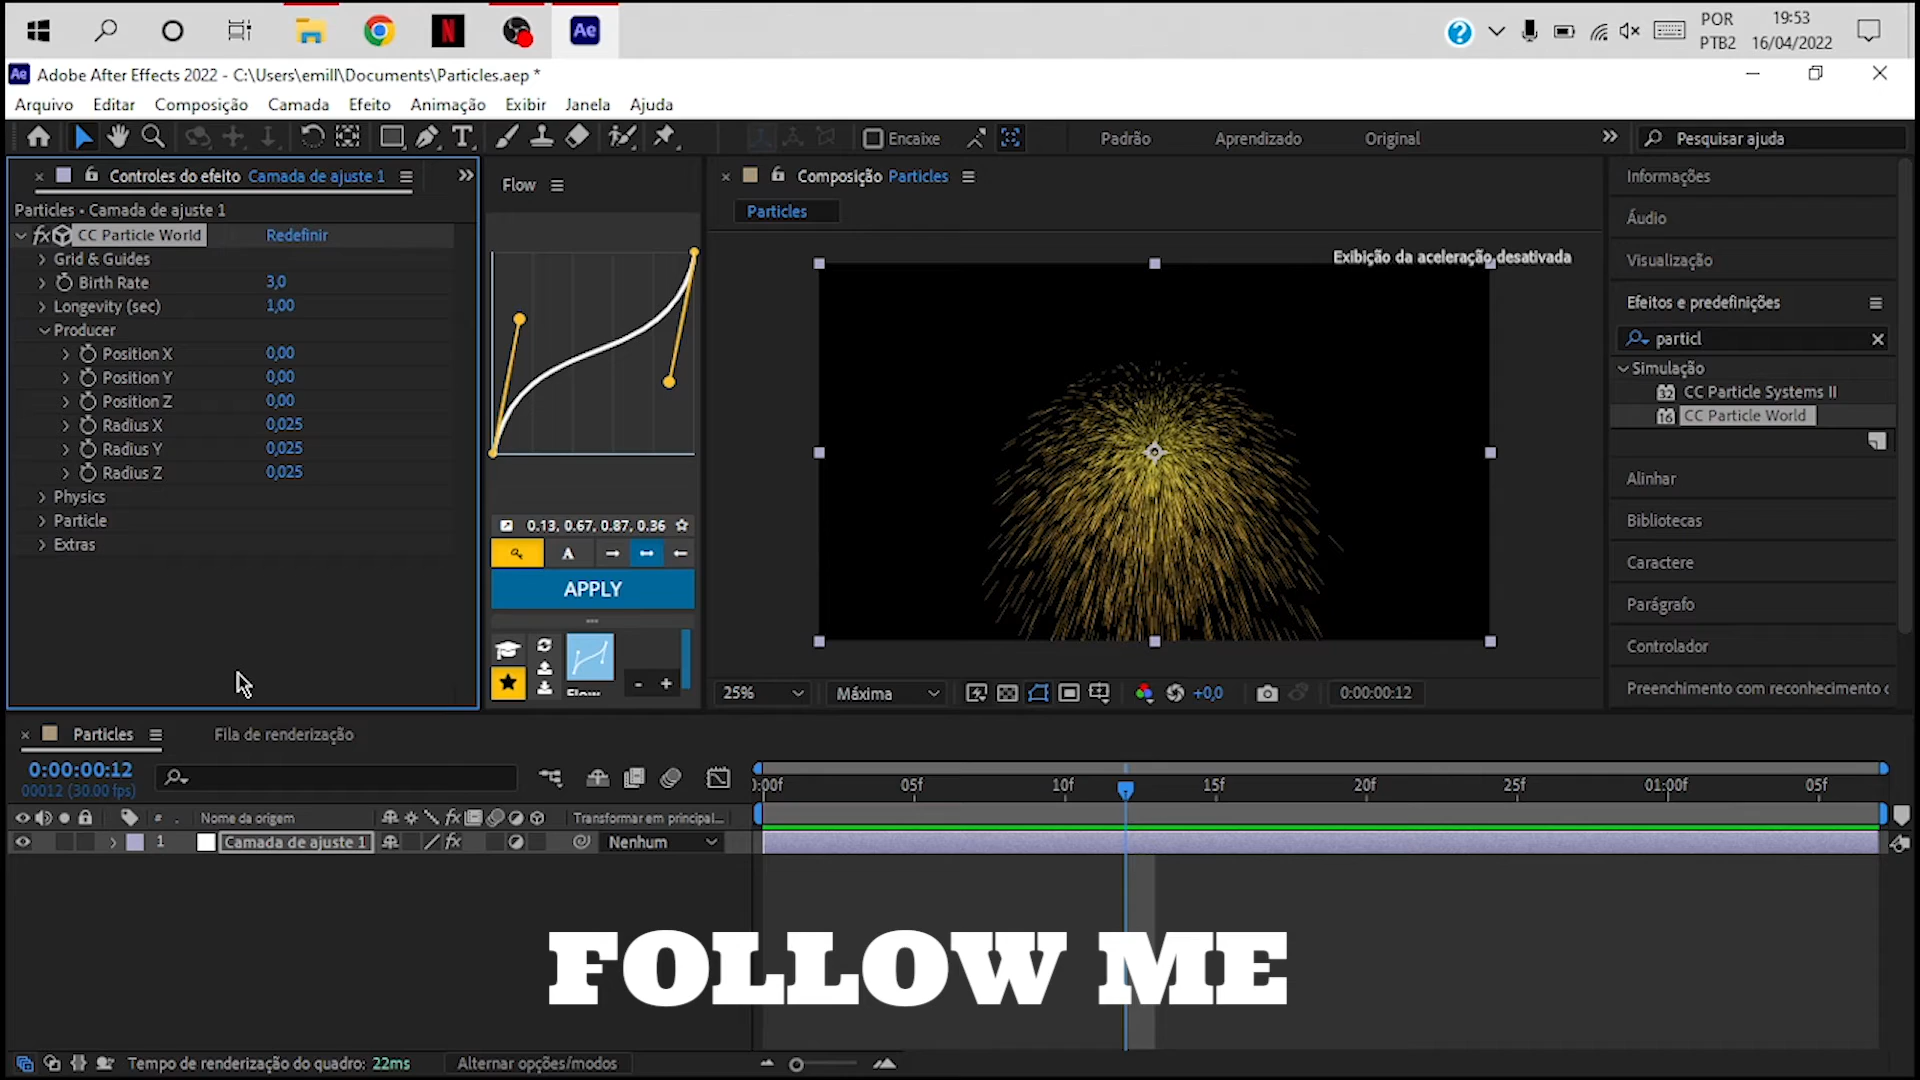 POR
PTB2
19:53
16/04/2022
Ae Adobe After Effects 2022 - C:\Users\emill\Documents\Particles.aep *
Arquivo Editar Composição Camada Efeito Animação Exibir Janela Ajuda
Encaixe Padrão Aprendizado Original Pesquisar ajuda
Controles do efeito Camada de ajuste 1
Particles • Camada de ajuste 1
fx CC Particle World Redefinir
Grid & Guides
Birth Rate 3,0
Longevity (sec) 1,00
Producer
Position X 0,00
Position Y 0,00
Position Z 0,00
Radius X 0,025
Radius Y 0,025
Radius Z 0,025
Physics
Particle
Extras
Flow
0.13, 0.67, 0.87, 0.36
A
APPLY
- +
Composição Particles
Particles
Exibição da aceleração desativada
25% Máxima +0,0 0:00:00:12
Informações
Áudio
Visualização
Efeitos e predefinições
particl
Simulação
32 CC Particle Systems II
16 CC Particle World
Alinhar
Bibliotecas
Caractere
Parágrafo
Controlador
Preenchimento com reconhecimento
Particles Fila de renderização
0:00:00:12
00012 (30.00 fps)
05f 10f 15f 20f 25f 01:00f 05f
# Nome da origem fx Transformar em principal...
1 Camada de ajuste 1 fx Nenhum
FOLLOW ME
Tempo de renderização do quadro: 22ms Alternar opções/modos